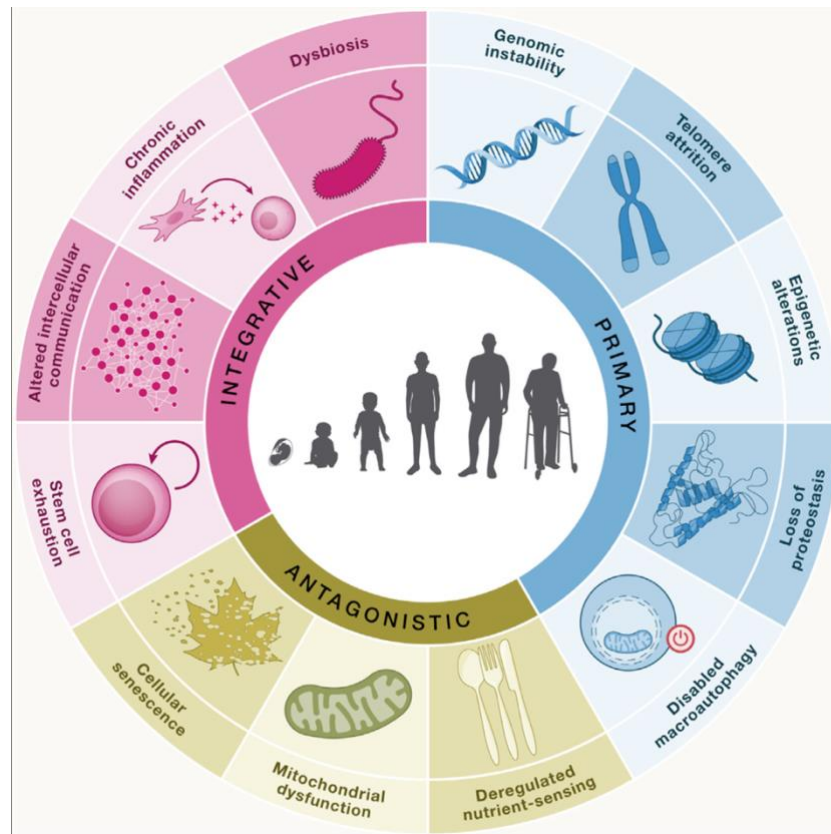 Dysbiosis
Genomic
instability
Telomere
attrition
Epigenetic
alterations
Loss of
proteostasis
Disabled
macroautophagy
Deregulated
nutrient-sensing
Mitochondrial
dysfunction
Cellular
senescence
Stem cell
exhaustion
Altered intercellular
communication
Chronic
inflammation
INTEGRATIVE
PRIMARY
ANTAGONISTIC